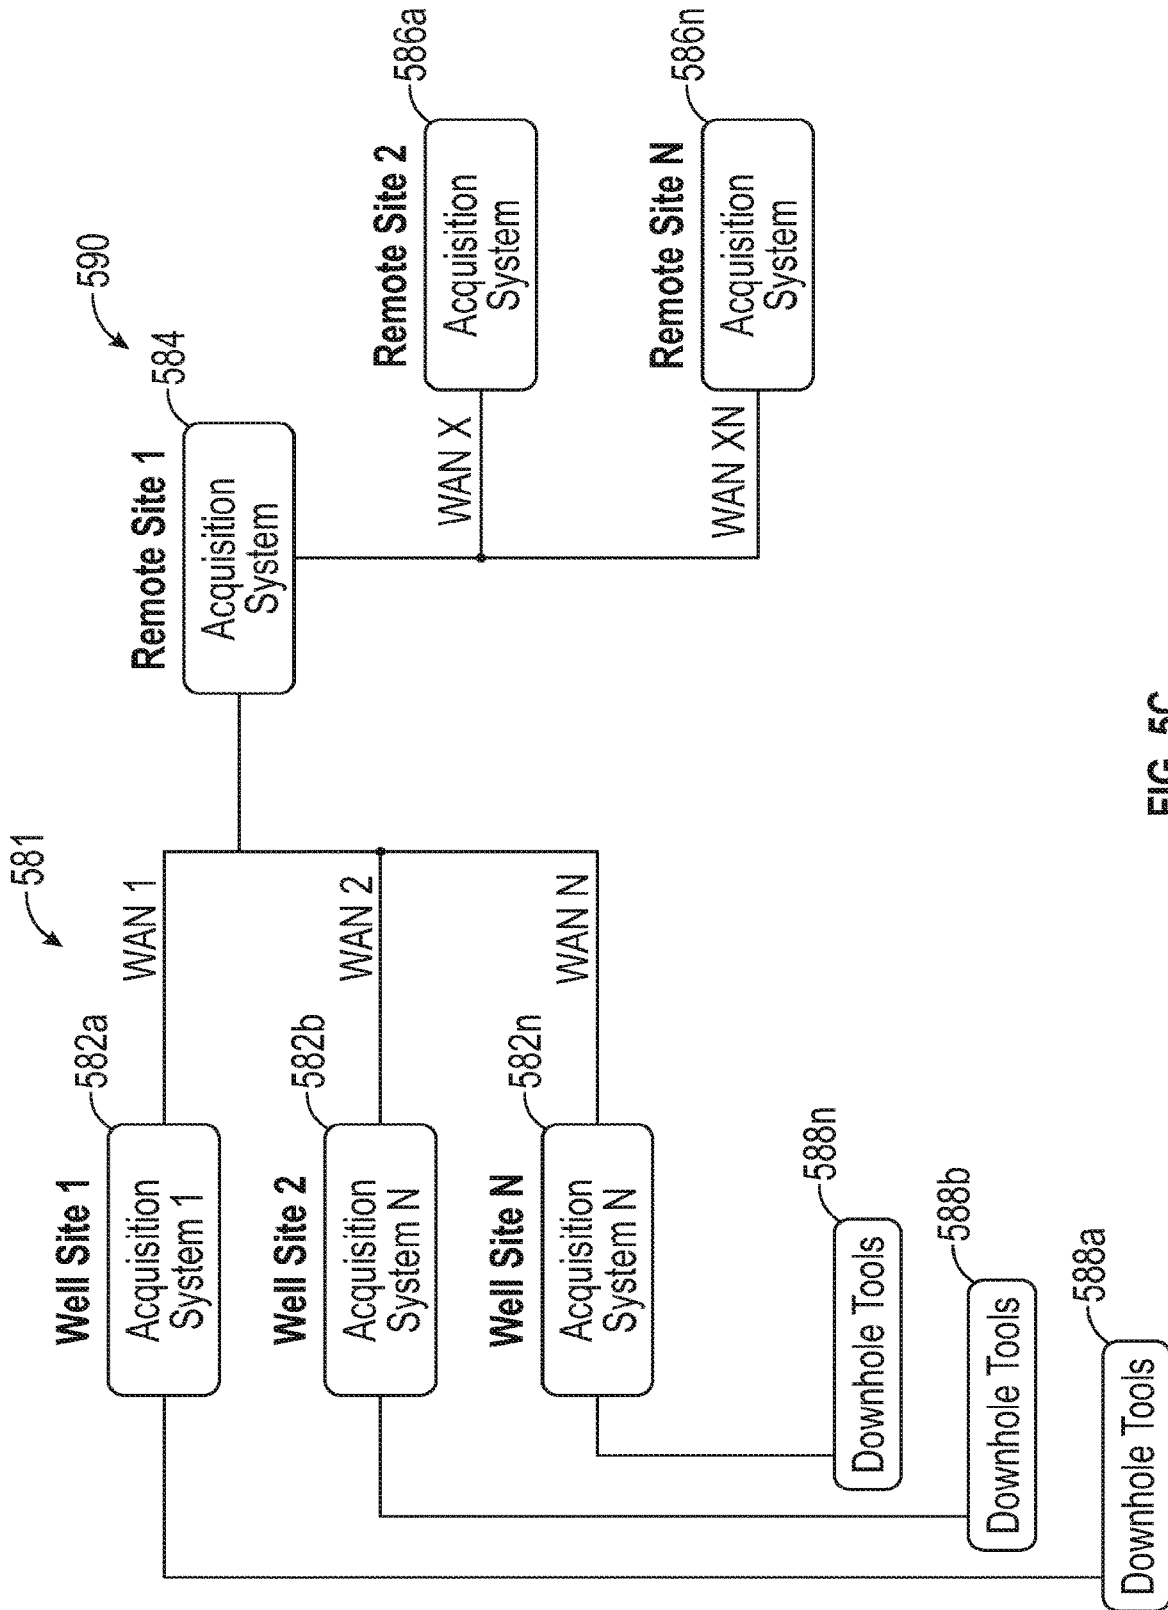 581
590
Well Site 1
582a
Acquisition
System 1
WAN 1
Remote Site 1
584
Acquisition
System
Well Site 2
582b
Acquisition
System N
WAN 2
Remote Site 2
586a
WAN X
Acquisition
System
Well Site N
582n
Acquisition
System N
WAN N
Remote Site N
586n
WAN XN
Acquisition
System
588n
Downhole Tools
588b
Downhole Tools
588a
Downhole Tools
FIG. 5C